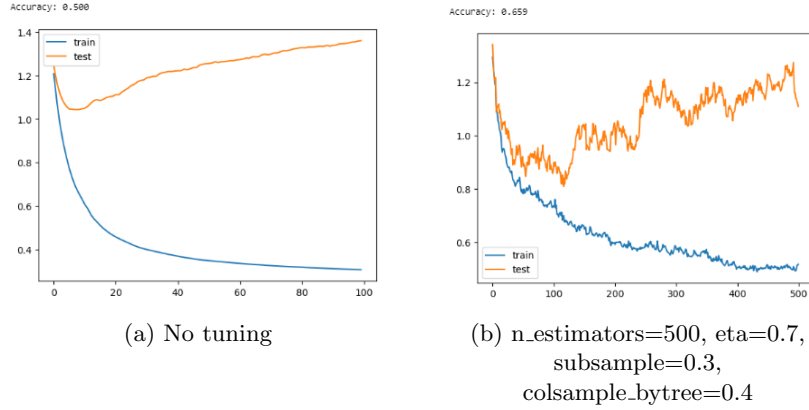 Accuracy: 0.500
1.4
1.2
1.0
0.8
0.6
0.4
train
test
0
20
40
60
80
100
(a) No tuning
Accuracy: 0.659
1.2
1.0
0.8
0.6
train
test
0
100
200
300
400
500
(b) n_estimators=500, eta=0.7,
subsample=0.3,
colsample_bytree=0.4